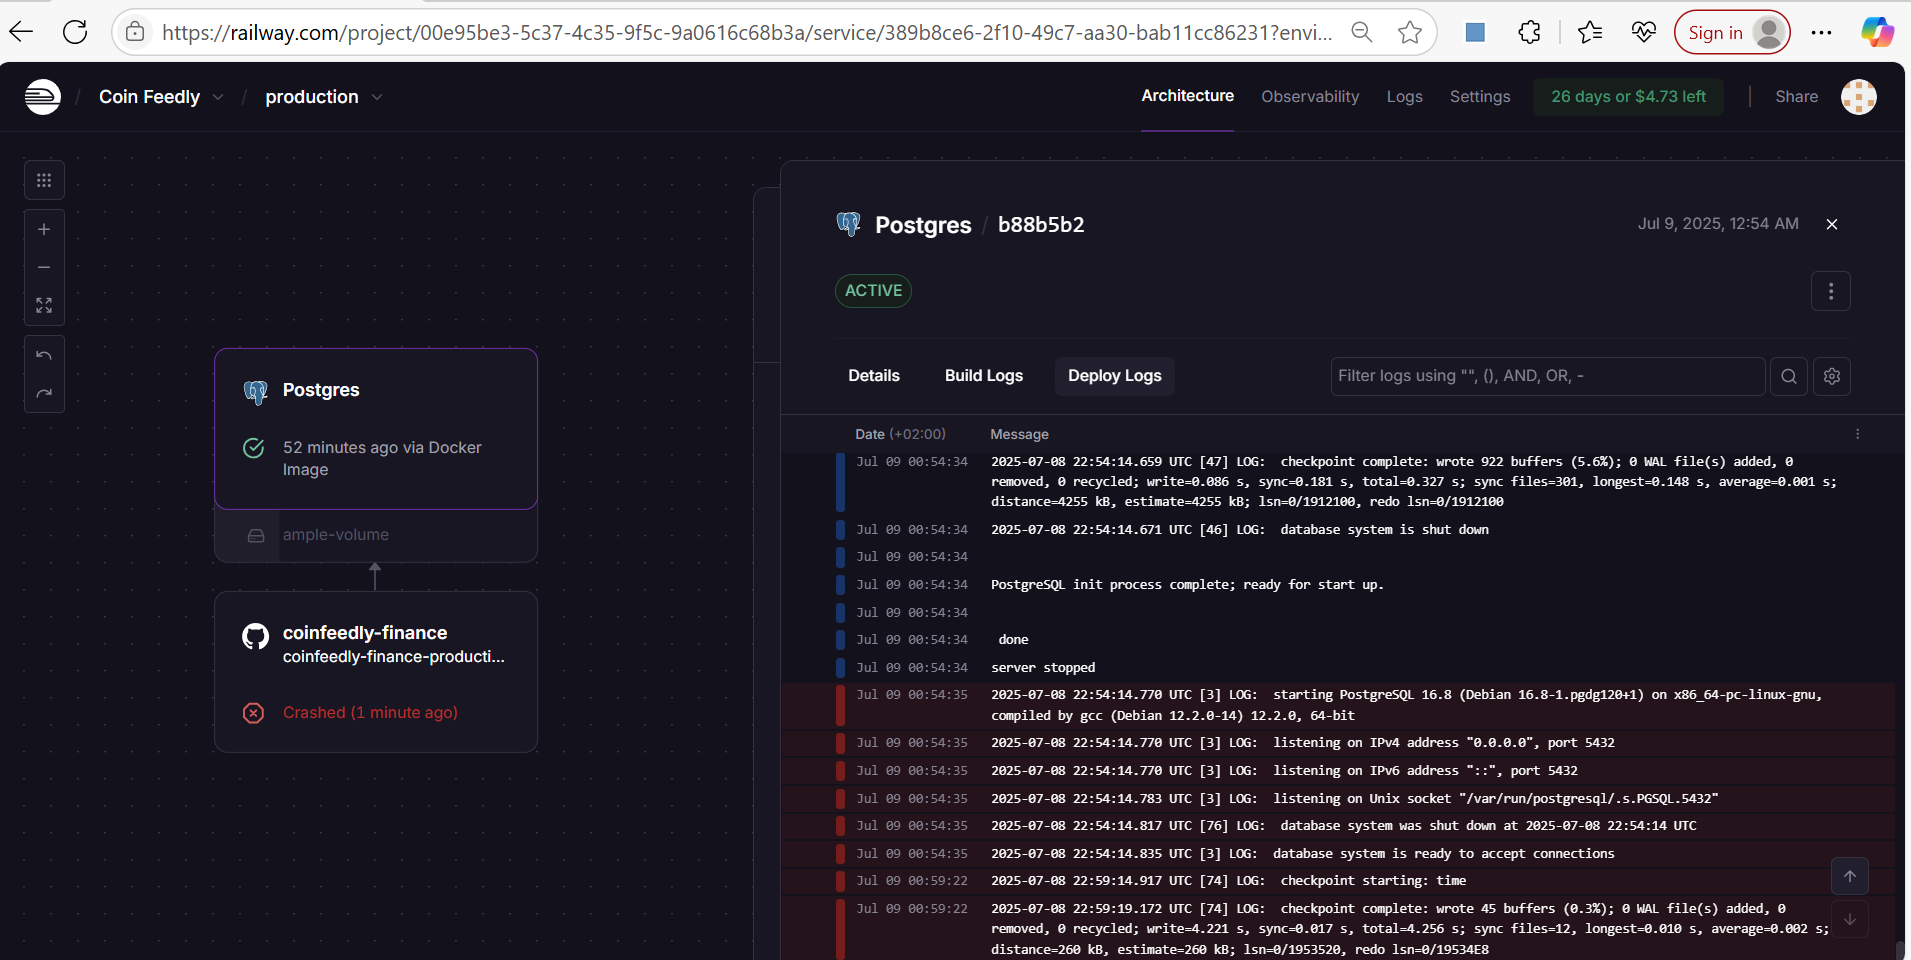 https://railway.com/project/00e95be3-5c37-4c35-9f5c-9a0616c68b3a/service/389b8ce6-2f10-49c7-aa30-bab11cc86231?envi...
Sign in
/ Coin Feedly / production
Architecture Observability Logs Settings 26 days or $4.73 left Share
Postgres / b88b5b2 Jul 9, 2025, 12:54 AM
ACTIVE
Details Build Logs Deploy Logs Filter logs using "", (), AND, OR, -
Postgres
52 minutes ago via Docker
Image
ample-volume
coinfeedly-finance
coinfeedly-finance-producti...
Crashed (1 minute ago)
Date (+02:00) Message
Jul 09 00:54:34 2025-07-08 22:54:14.659 UTC [47] LOG: checkpoint complete: wrote 922 buffers (5.6%); 0 WAL file(s) added, 0
removed, 0 recycled; write=0.086 s, sync=0.181 s, total=0.327 s; sync files=301, longest=0.148 s, average=0.001 s;
distance=4255 kB, estimate=4255 kB; lsn=0/1912100, redo lsn=0/1912100
Jul 09 00:54:34 2025-07-08 22:54:14.671 UTC [46] LOG: database system is shut down
Jul 09 00:54:34
Jul 09 00:54:34 PostgreSQL init process complete; ready for start up.
Jul 09 00:54:34
Jul 09 00:54:34 done
Jul 09 00:54:34 server stopped
Jul 09 00:54:35 2025-07-08 22:54:14.770 UTC [3] LOG: starting PostgreSQL 16.8 (Debian 16.8-1.pgdg120+1) on x86_64-pc-linux-gnu,
compiled by gcc (Debian 12.2.0-14) 12.2.0, 64-bit
Jul 09 00:54:35 2025-07-08 22:54:14.770 UTC [3] LOG: listening on IPv4 address "0.0.0.0", port 5432
Jul 09 00:54:35 2025-07-08 22:54:14.770 UTC [3] LOG: listening on IPv6 address "::", port 5432
Jul 09 00:54:35 2025-07-08 22:54:14.783 UTC [3] LOG: listening on Unix socket "/var/run/postgresql/.s.PGSQL.5432"
Jul 09 00:54:35 2025-07-08 22:54:14.817 UTC [76] LOG: database system was shut down at 2025-07-08 22:54:14 UTC
Jul 09 00:54:35 2025-07-08 22:54:14.835 UTC [3] LOG: database system is ready to accept connections
Jul 09 00:59:22 2025-07-08 22:59:14.917 UTC [74] LOG: checkpoint starting: time
Jul 09 00:59:22 2025-07-08 22:59:19.172 UTC [74] LOG: checkpoint complete: wrote 45 buffers (0.3%); 0 WAL file(s) added, 0
removed, 0 recycled; write=4.221 s, sync=0.017 s, total=4.256 s; sync files=12, longest=0.010 s, average=0.002 s;
distance=260 kB, estimate=260 kB; lsn=0/1953520, redo lsn=0/19534E8